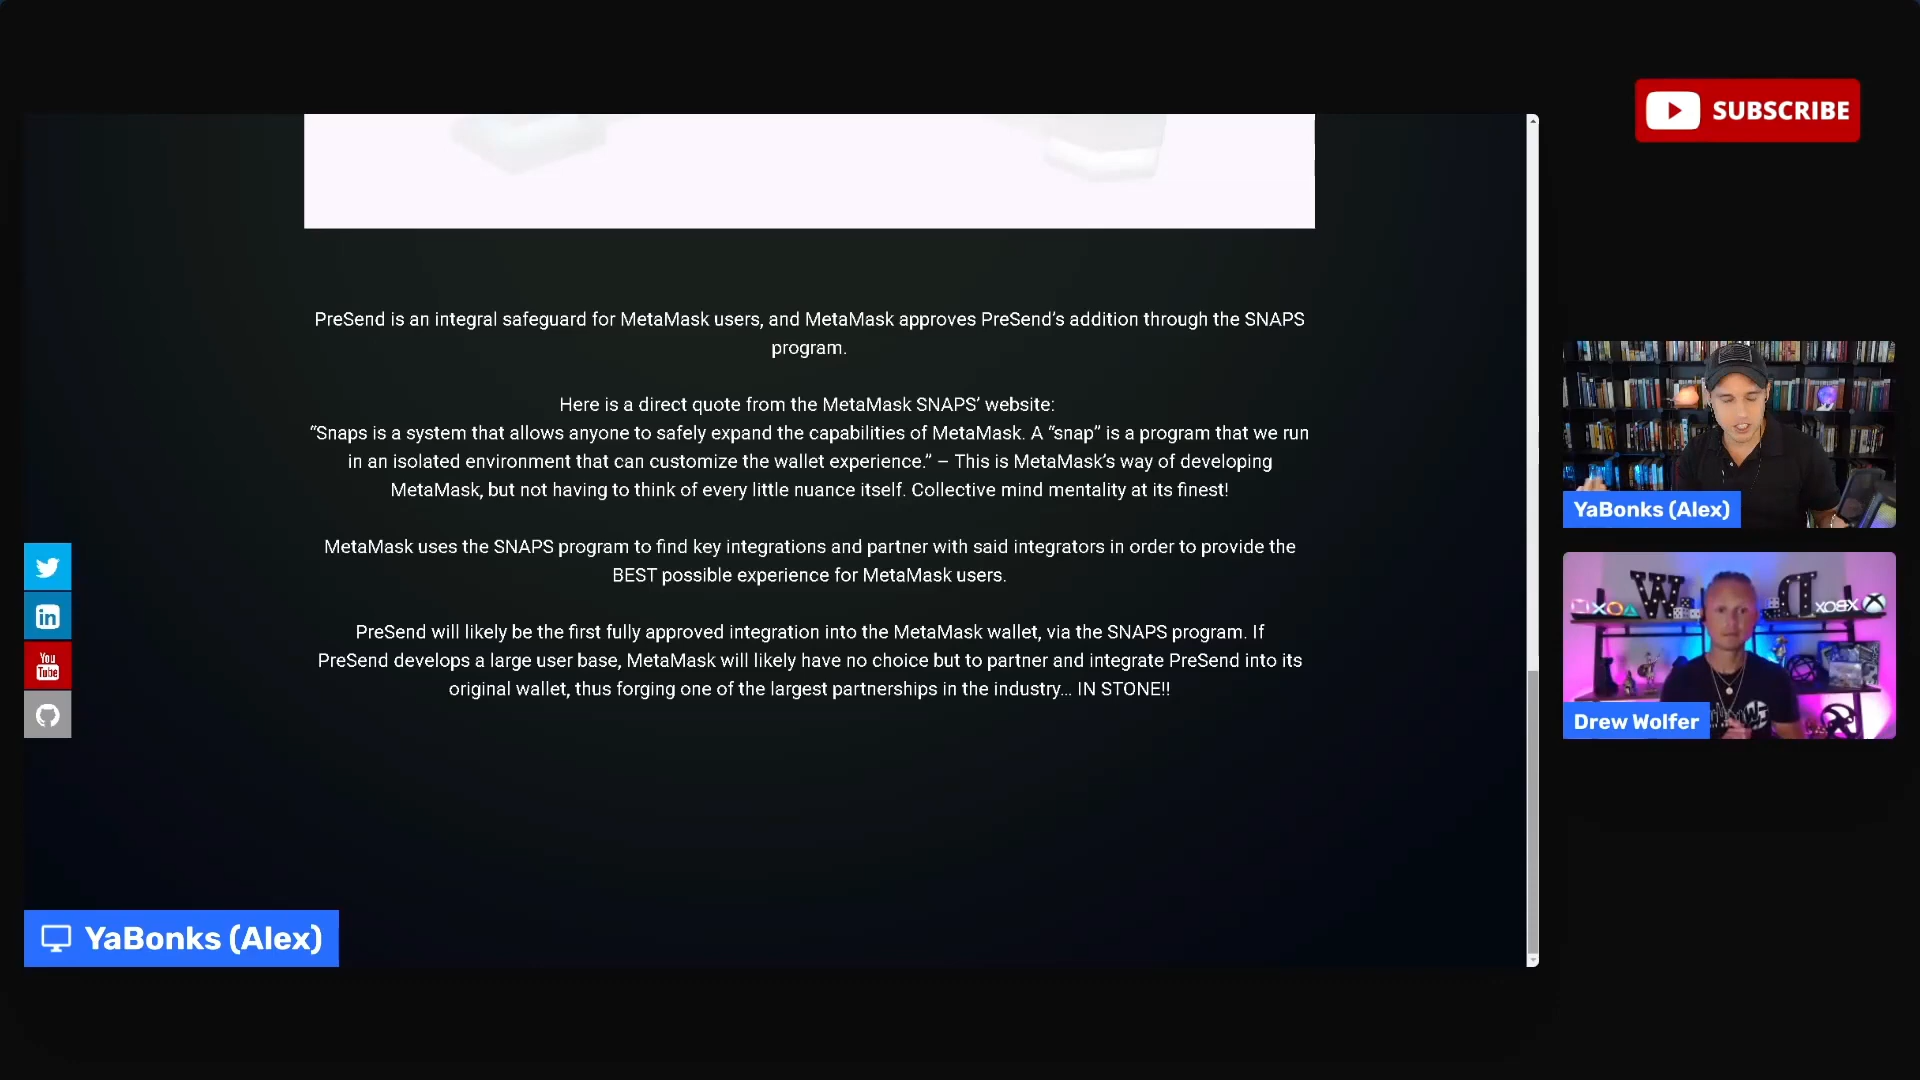 SUBSCRIBE
PreSend is an integral safeguard for MetaMask users, and MetaMask approves PreSend’s addition through the SNAPS
program.
Here is a direct quote from the MetaMask SNAPS’ website:
“Snaps is a system that allows anyone to safely expand the capabilities of MetaMask. A “snap” is a program that we run
in an isolated environment that can customize the wallet experience.” – This is MetaMask’s way of developing
MetaMask, but not having to think of every little nuance itself. Collective mind mentality at its finest!
MetaMask uses the SNAPS program to find key integrations and partner with said integrators in order to provide the
BEST possible experience for MetaMask users.
PreSend will likely be the first fully approved integration into the MetaMask wallet, via the SNAPS program. If
PreSend develops a large user base, MetaMask will likely have no choice but to partner and integrate PreSend into its
original wallet, thus forging one of the largest partnerships in the industry… IN STONE!!
in
You
Tube
YaBonks (Alex)
YaBonks (Alex)
W
D
XBOX
Drew Wolfer